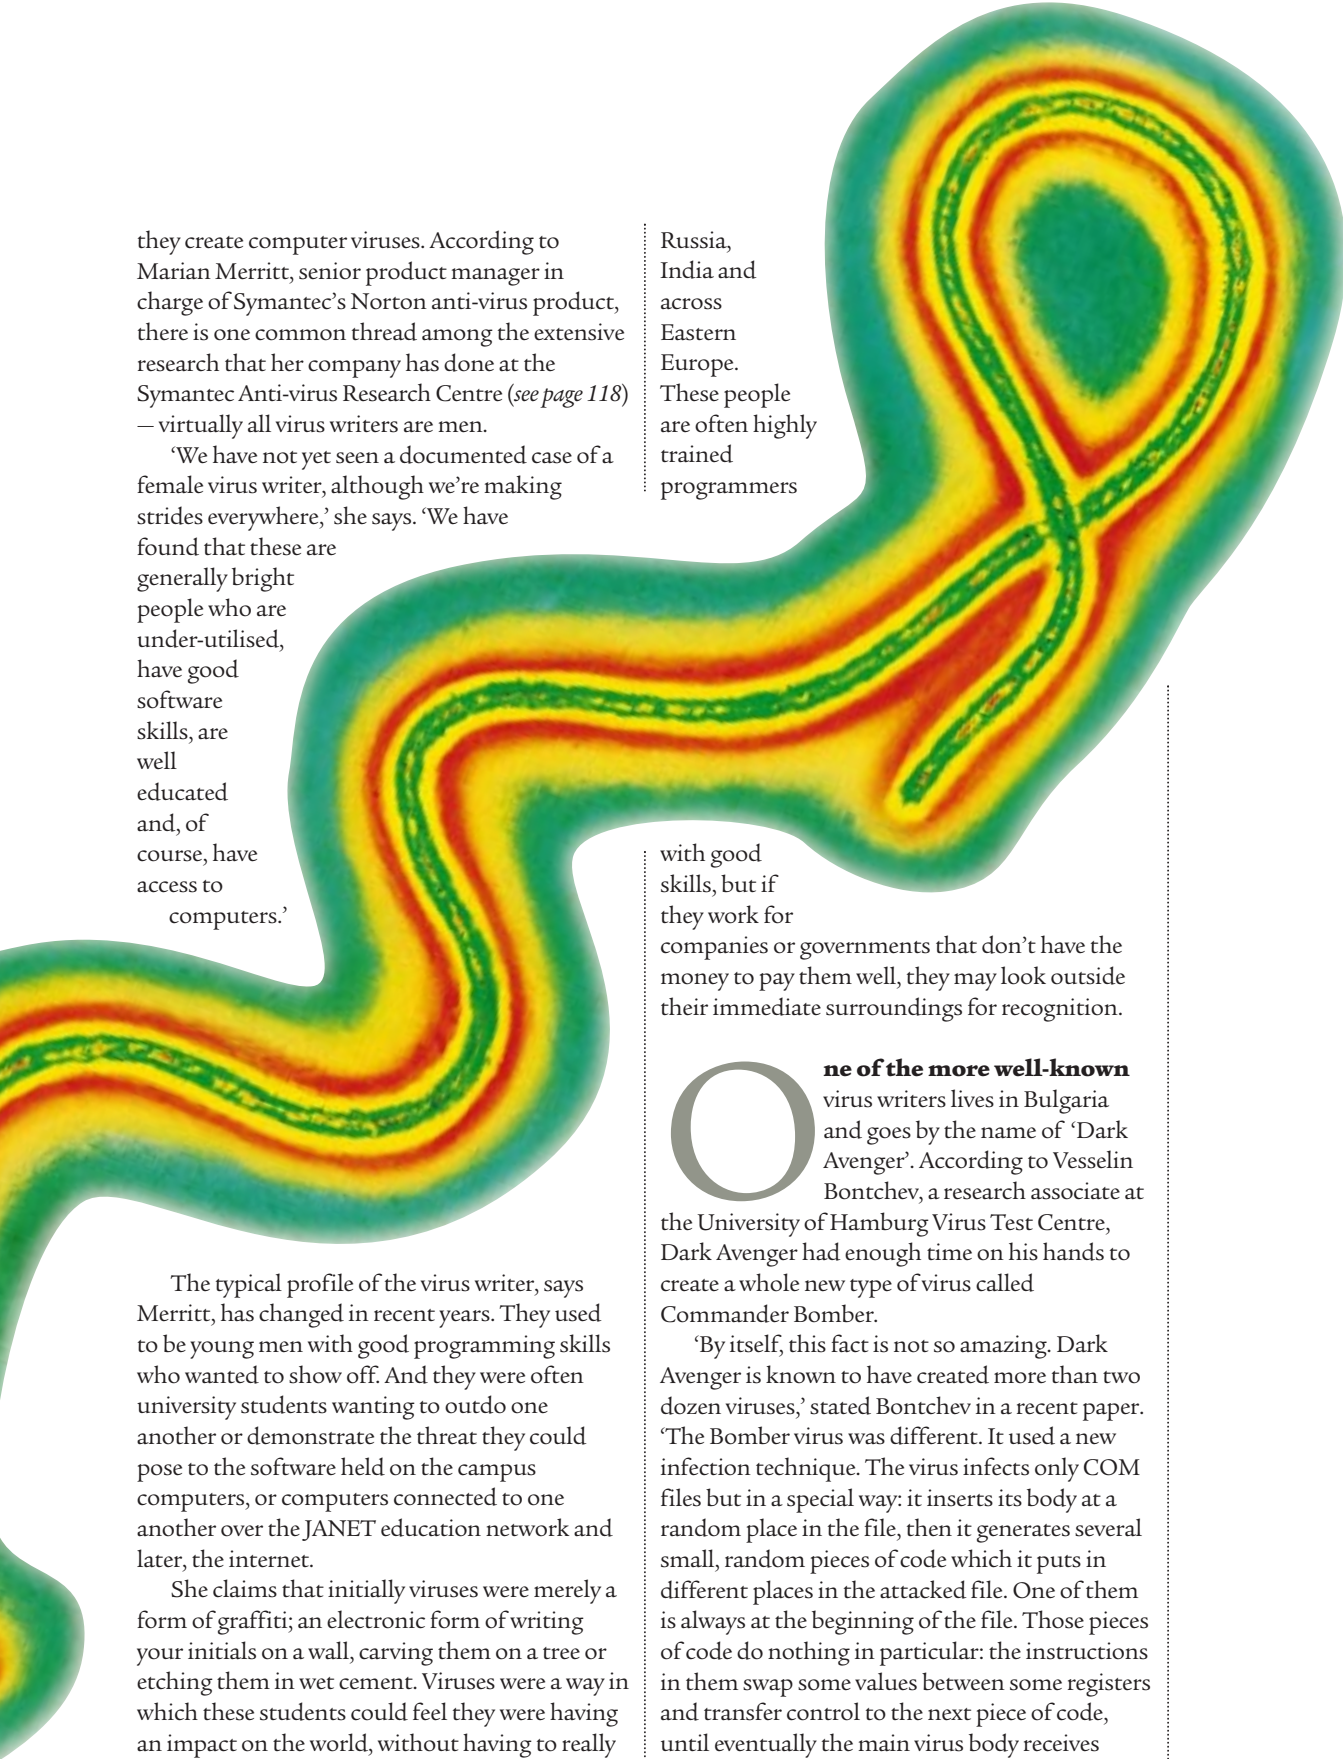 they create computer viruses. According to
Marian Merritt, senior product manager in
charge of Symantec’s Norton anti-virus product,
there is one common thread among the extensive
research that her company has done at the
Symantec Anti-virus Research Centre (see page 118)
— virtually all virus writers are men.
‘We have not yet seen a documented case of a
female virus writer, although we’re making
strides everywhere,’ she says. ‘We have
found that these are
generally bright
people who are
under-utilised,
have good
software
skills, are
well
educated
and, of
course, have
access to
computers.’
The typical profile of the virus writer, says
Merritt, has changed in recent years. They used
to be young men with good programming skills
who wanted to show off. And they were often
university students wanting to outdo one
another or demonstrate the threat they could
pose to the software held on the campus
computers, or computers connected to one
another over the JANET education network and
later, the internet.
She claims that initially viruses were merely a
form of graffiti; an electronic form of writing
your initials on a wall, carving them on a tree or
etching them in wet cement. Viruses were a way in
which these students could feel they were having
an impact on the world, without having to really
Russia,
India and
across
Eastern
Europe.
These people
are often highly
trained
programmers
with good
skills, but if
they work for
companies or governments that don’t have the
money to pay them well, they may look outside
their immediate surroundings for recognition.
One of the more well-known
virus writers lives in Bulgaria
and goes by the name of ‘Dark
Avenger’. According to Vesselin
Bontchev, a research associate at
the University of Hamburg Virus Test Centre,
Dark Avenger had enough time on his hands to
create a whole new type of virus called
Commander Bomber.
‘By itself, this fact is not so amazing. Dark
Avenger is known to have created more than two
dozen viruses,’ stated Bontchev in a recent paper.
‘The Bomber virus was different. It used a new
infection technique. The virus infects only COM
files but in a special way: it inserts its body at a
random place in the file, then it generates several
small, random pieces of code which it puts in
different places in the attacked file. One of them
is always at the beginning of the file. Those pieces
of code do nothing in particular: the instructions
in them swap some values between some registers
and transfer control to the next piece of code,
until eventually the main virus body receives